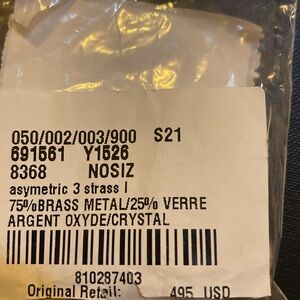 050/002/003/900 S21
691561 Y1526
8368 NOSIZ
asymetric 3 strass l
75%BRASS METAL/25% VERRE
ARGENT OXYDE/CRYSTAL
810287403
Original Retail: 495 USD